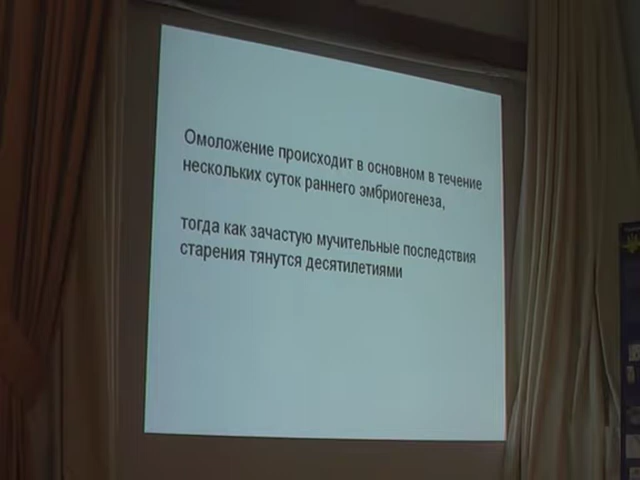 Омоложение происходит в основном в течение
нескольких суток раннего эмбриогенеза,
тогда как зачастую мучительные последствия
старения тянутся десятилетиями